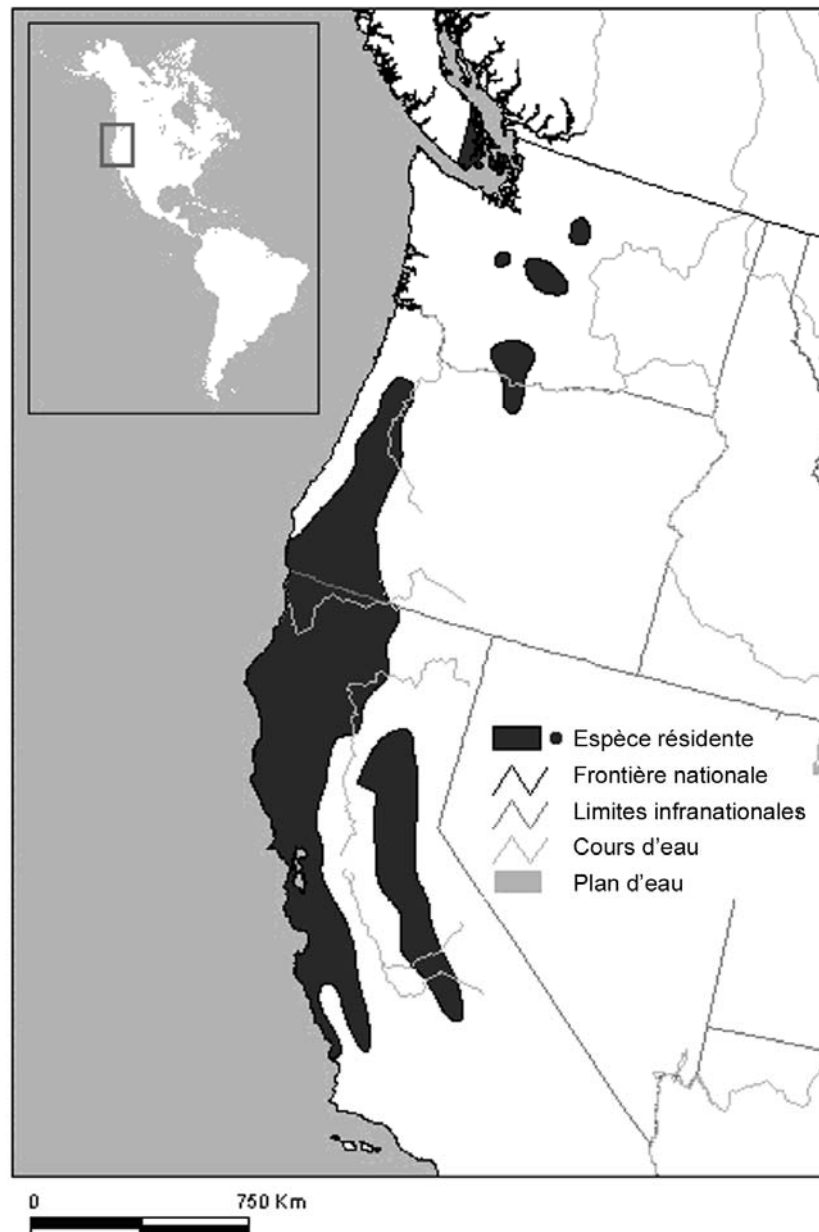 Espèce résidente
Frontière nationale
Limites infranationales
Cours d'eau
Plan d'eau
0 750 Km